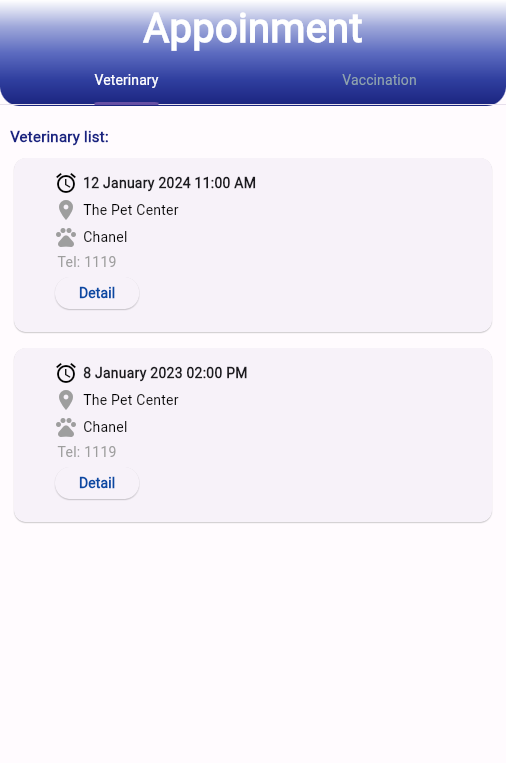 Appoinment
Veterinary
Vaccination
Veterinary list:
12 January 2024 11:00 AM
The Pet Center
Chanel
Tel: 1119
Detail
8 January 2023 02:00 PM
The Pet Center
Chanel
Tel: 1119
Detail